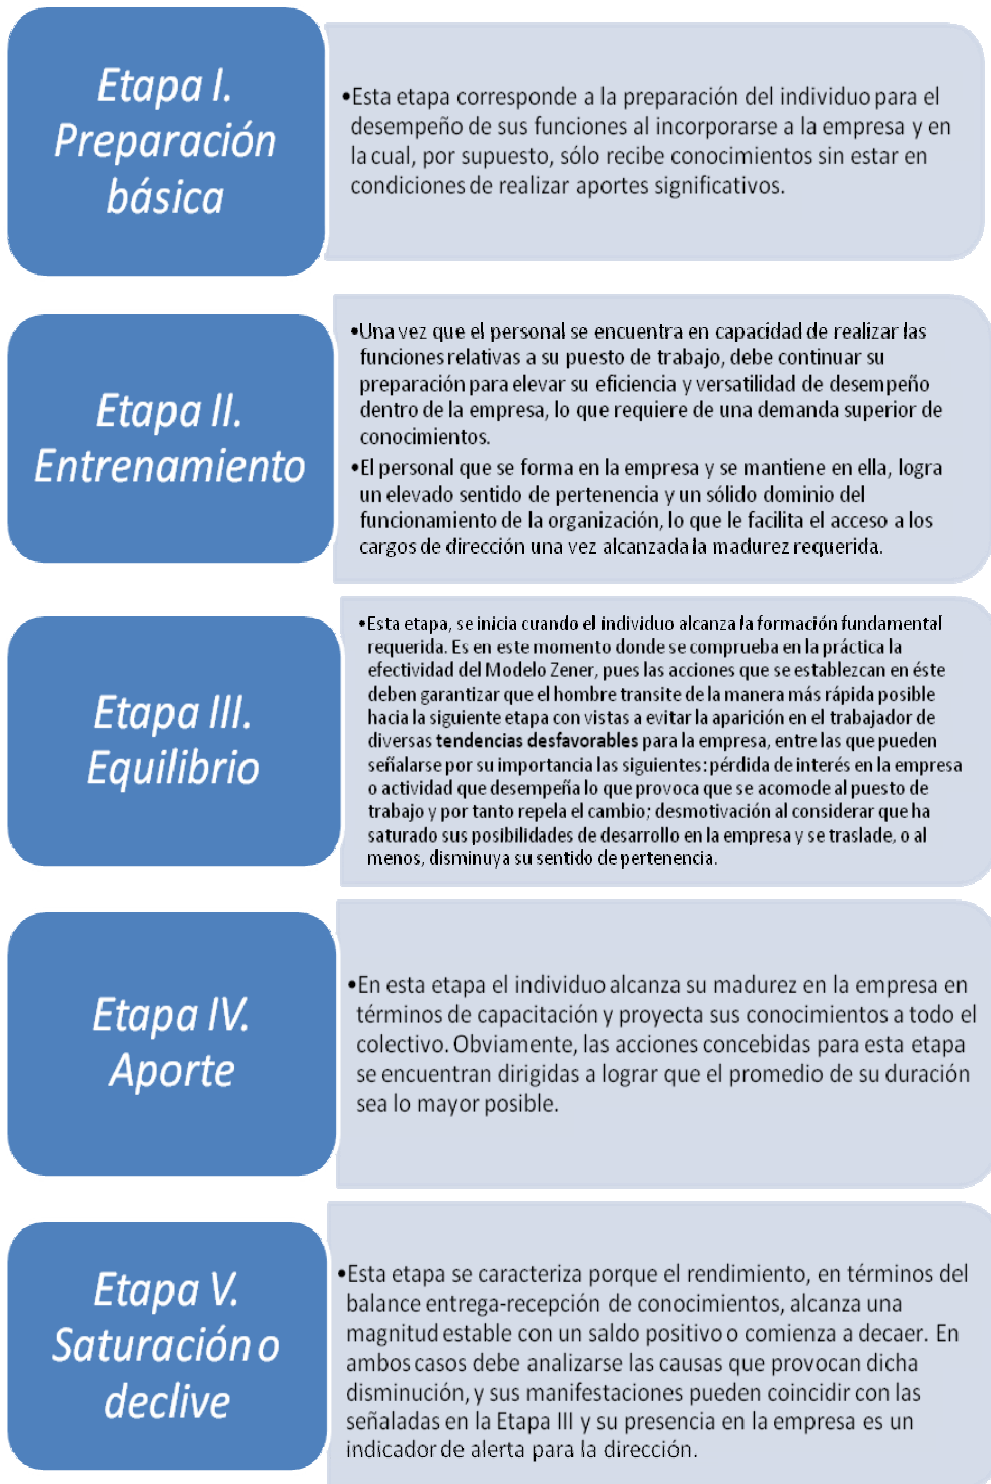 Etapa I.
Preparación
básica
•Esta etapa corresponde a la preparación del individuo para el
desempeño de sus funciones al incorporarse a la empresa y en
la cual, por supuesto, sólo recibe conocimientos sin estar en
condiciones de realizar aportes significativos.
Etapa II.
Entrenamiento
•Una vez que el personal se encuentra en capacidad de realizar las
funciones relativas a su puesto de trabajo, debe continuar su
preparación para elevar su eficiencia y versatilidad de desempeño
dentro de la empresa, lo que requiere de una demanda superior de
conocimientos.
•El personal que se forma en la empresa y se mantiene en ella, logra
un elevado sentido de pertenencia y un sólido dominio del
funcionamiento de la organización, lo que le facilita el acceso a los
cargos de dirección una vez alcanzada la madurez requerida.
Etapa III.
Equilibrio
•Esta etapa, se inicia cuando el individuo alcanza la formación fundamental
requerida. Es en este momento donde se comprueba en la práctica la
efectividad del Modelo Zener, pues las acciones que se establezcan en éste
deben garantizar que el hombre transite de la manera más rápida posible
hacia la siguiente etapa con vistas a evitar la aparición en el trabajador de
diversas tendencias desfavorables para la empresa, entre las que pueden
señalarse por su importancia las siguientes: pérdida de interés en la empresa
o actividad que desempeña lo que provoca que se acomode al puesto de
trabajo y por tanto repela el cambio; desmotivación al considerar que ha
saturado sus posibilidades de desarrollo en la empresa y se traslade, o al
menos, disminuya su sentido de pertenencia.
Etapa IV.
Aporte
•En esta etapa el individuo alcanza su madurez en la empresa en
términos de capacitación y proyecta sus conocimientos a todo el
colectivo. Obviamente, las acciones concebidas para esta etapa
se encuentran dirigidas a lograr que el promedio de su duración
sea lo mayor posible.
Etapa V.
Saturación o
declive
•Esta etapa se caracteriza porque el rendimiento, en términos del
balance entrega-recepción de conocimientos, alcanza una
magnitud estable con un saldo positivo o comienza a decaer. En
ambos casos debe analizarse las causas que provocan dicha
disminución, y sus manifestaciones pueden coincidir con las
señaladas en la Etapa III y su presencia en la empresa es un
indicador de alerta para la dirección.